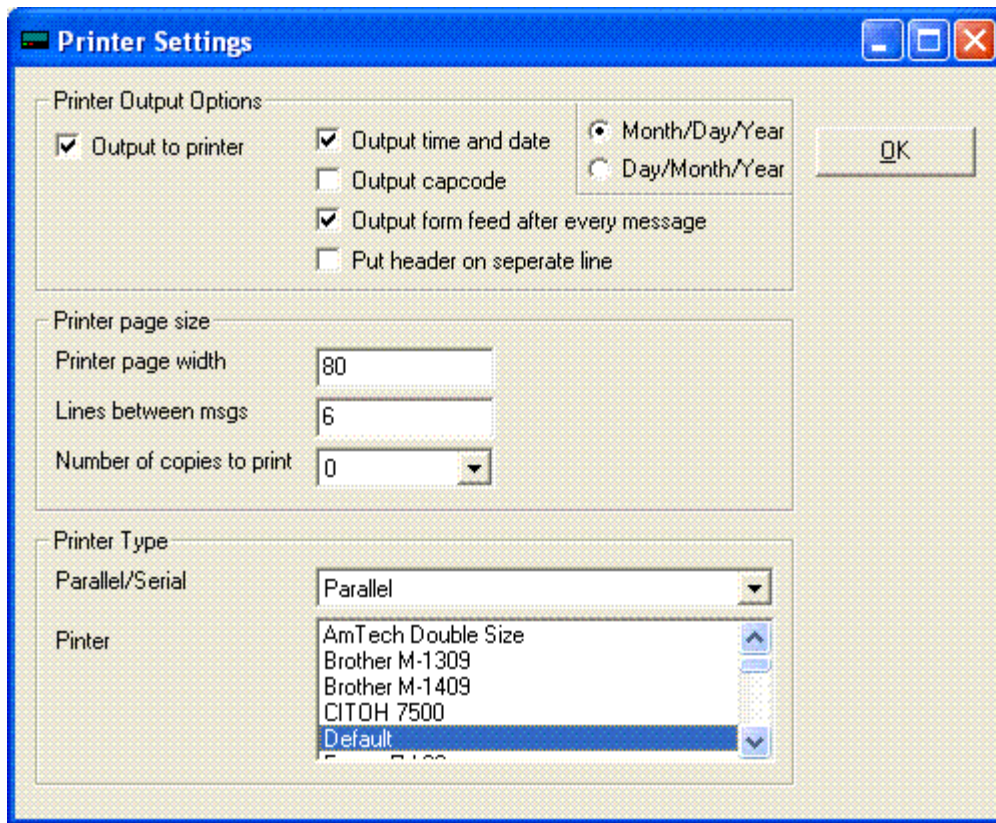 Printer Settings
Printer Output Options
Output to printer
Output time and date
Month/Day/Year
Day/Month/Year
OK
Output capcode
Output form feed after every message
Put header on seperate line
Printer page size
Printer page width
80
Lines between msgs
6
Number of copies to print
0
Printer Type
Parallel/Serial
Parallel
Pinter
AmTech Double Size
Brother M-1309
Brother M-1409
CITOH 7500
Default